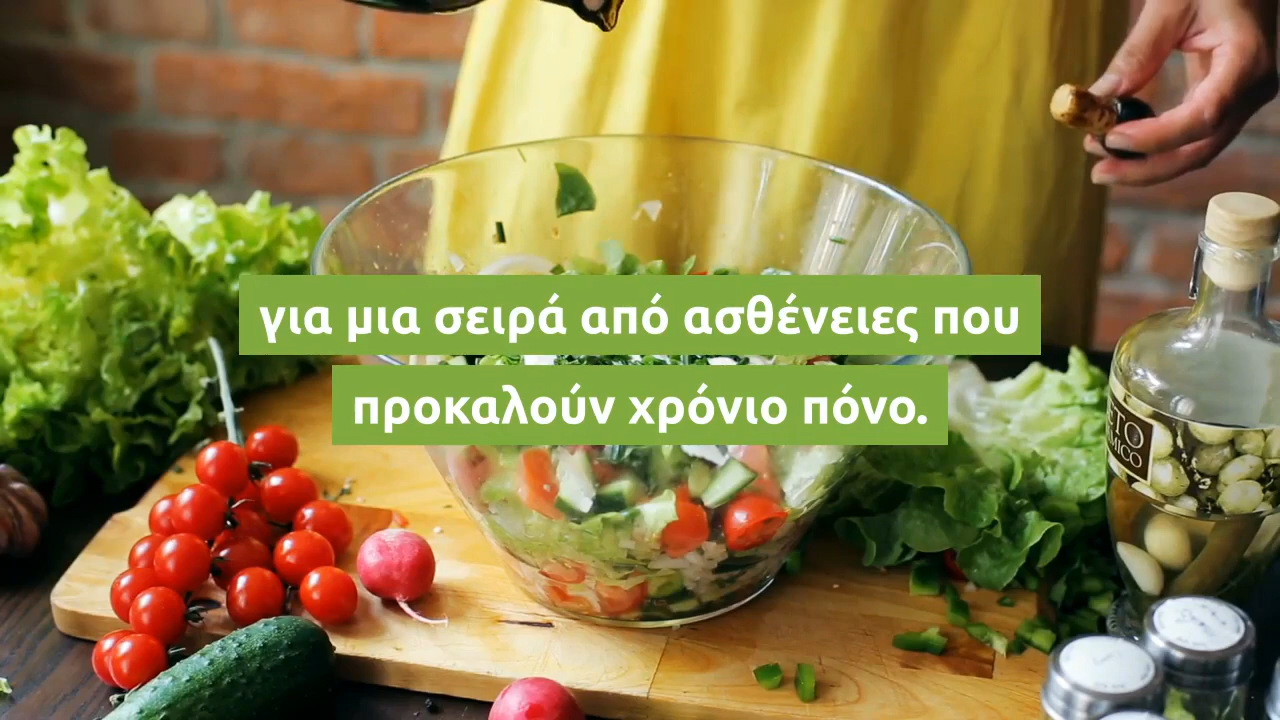 για μια σειρά από ασθένειες που
προκαλούν χρόνιο πόνο.